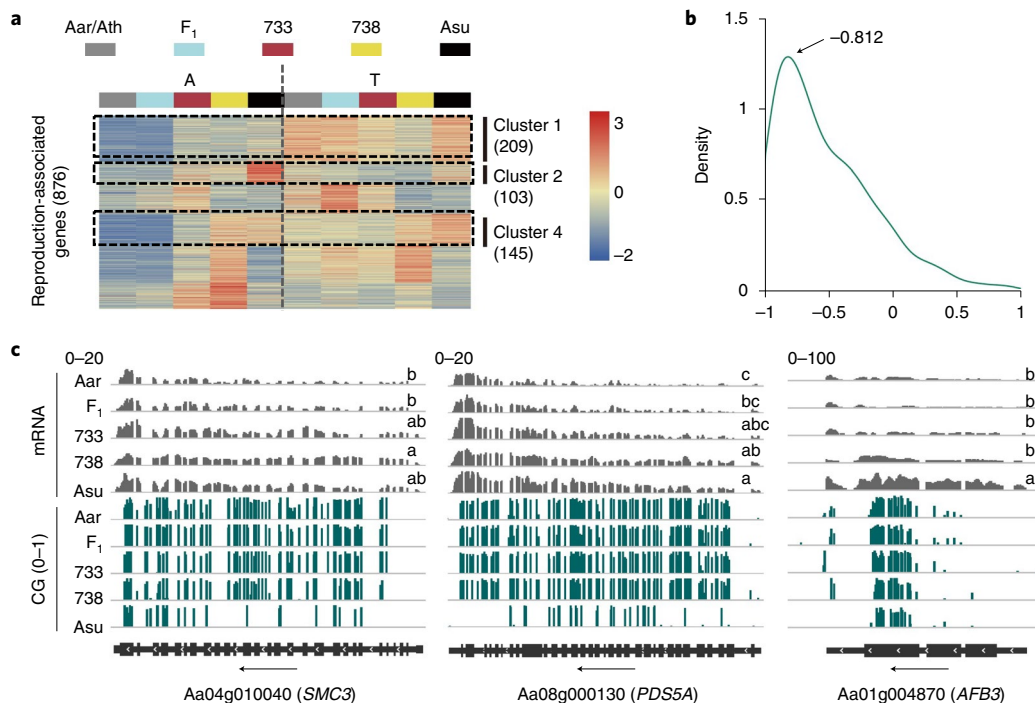 a
Aar/Ath F1 733 738 Asu
A T
Reproduction-associated
genes (876)
Cluster 1
(209)
Cluster 2
(103)
Cluster 4
(145)
3
0
−2
b
1.5
1
0.5
0
Density
−0.812
−1 −0.5 0 0.5 1
c
0–20 0–20 0–100
mRNA
Aar b c b
F1 b bc b
733 ab abc b
738 a ab b
Asu ab a a
CG (0–1)
Aar
F1
733
738
Asu
Aa04g010040 (SMC3) Aa08g000130 (PDS5A) Aa01g004870 (AFB3)